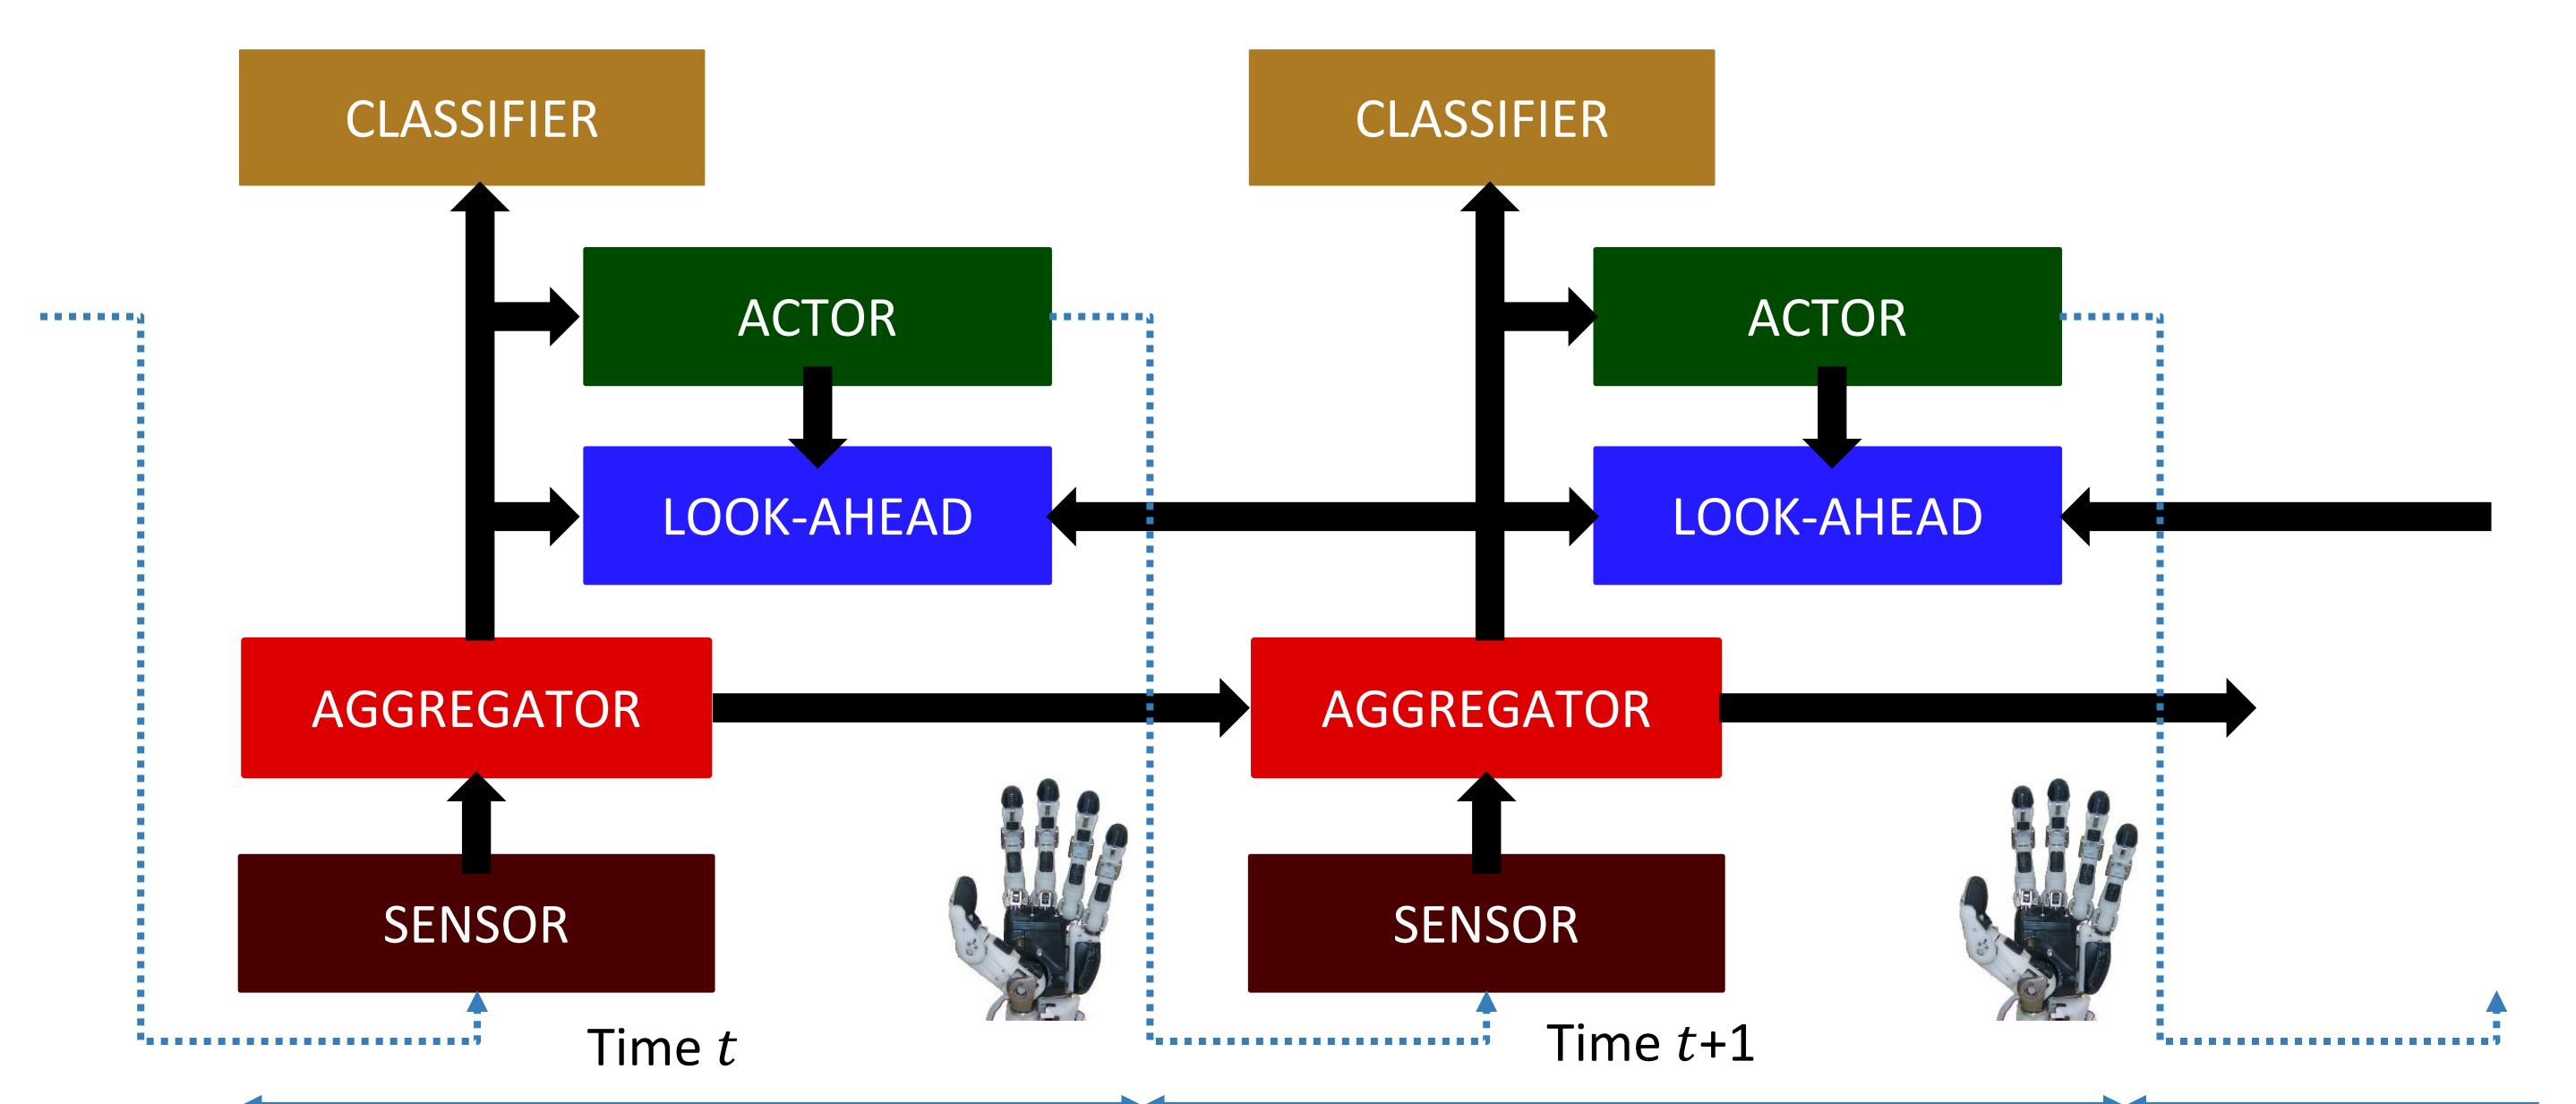 CLASSIFIER
CLASSIFIER
ACTOR
ACTOR
LOOK-AHEAD
LOOK-AHEAD
AGGREGATOR
AGGREGATOR
SENSOR
SENSOR
Time t
Time t+1